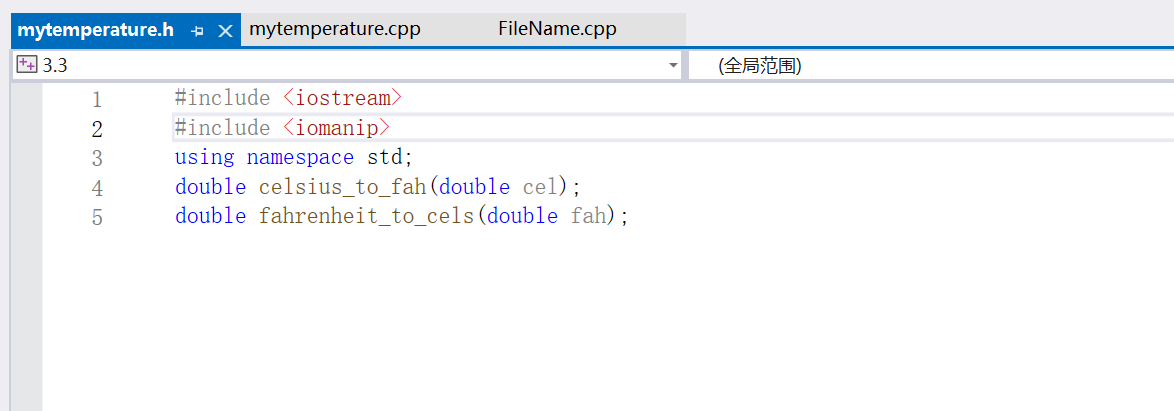 mytemperature.h mytemperature.cpp FileName.cpp
3.3 (全局范围)
1 #include <iostream>
2 #include <iomanip>
3 using namespace std;
4 double celsius_to_fah(double cel);
5 double fahrenheit_to_cels(double fah);